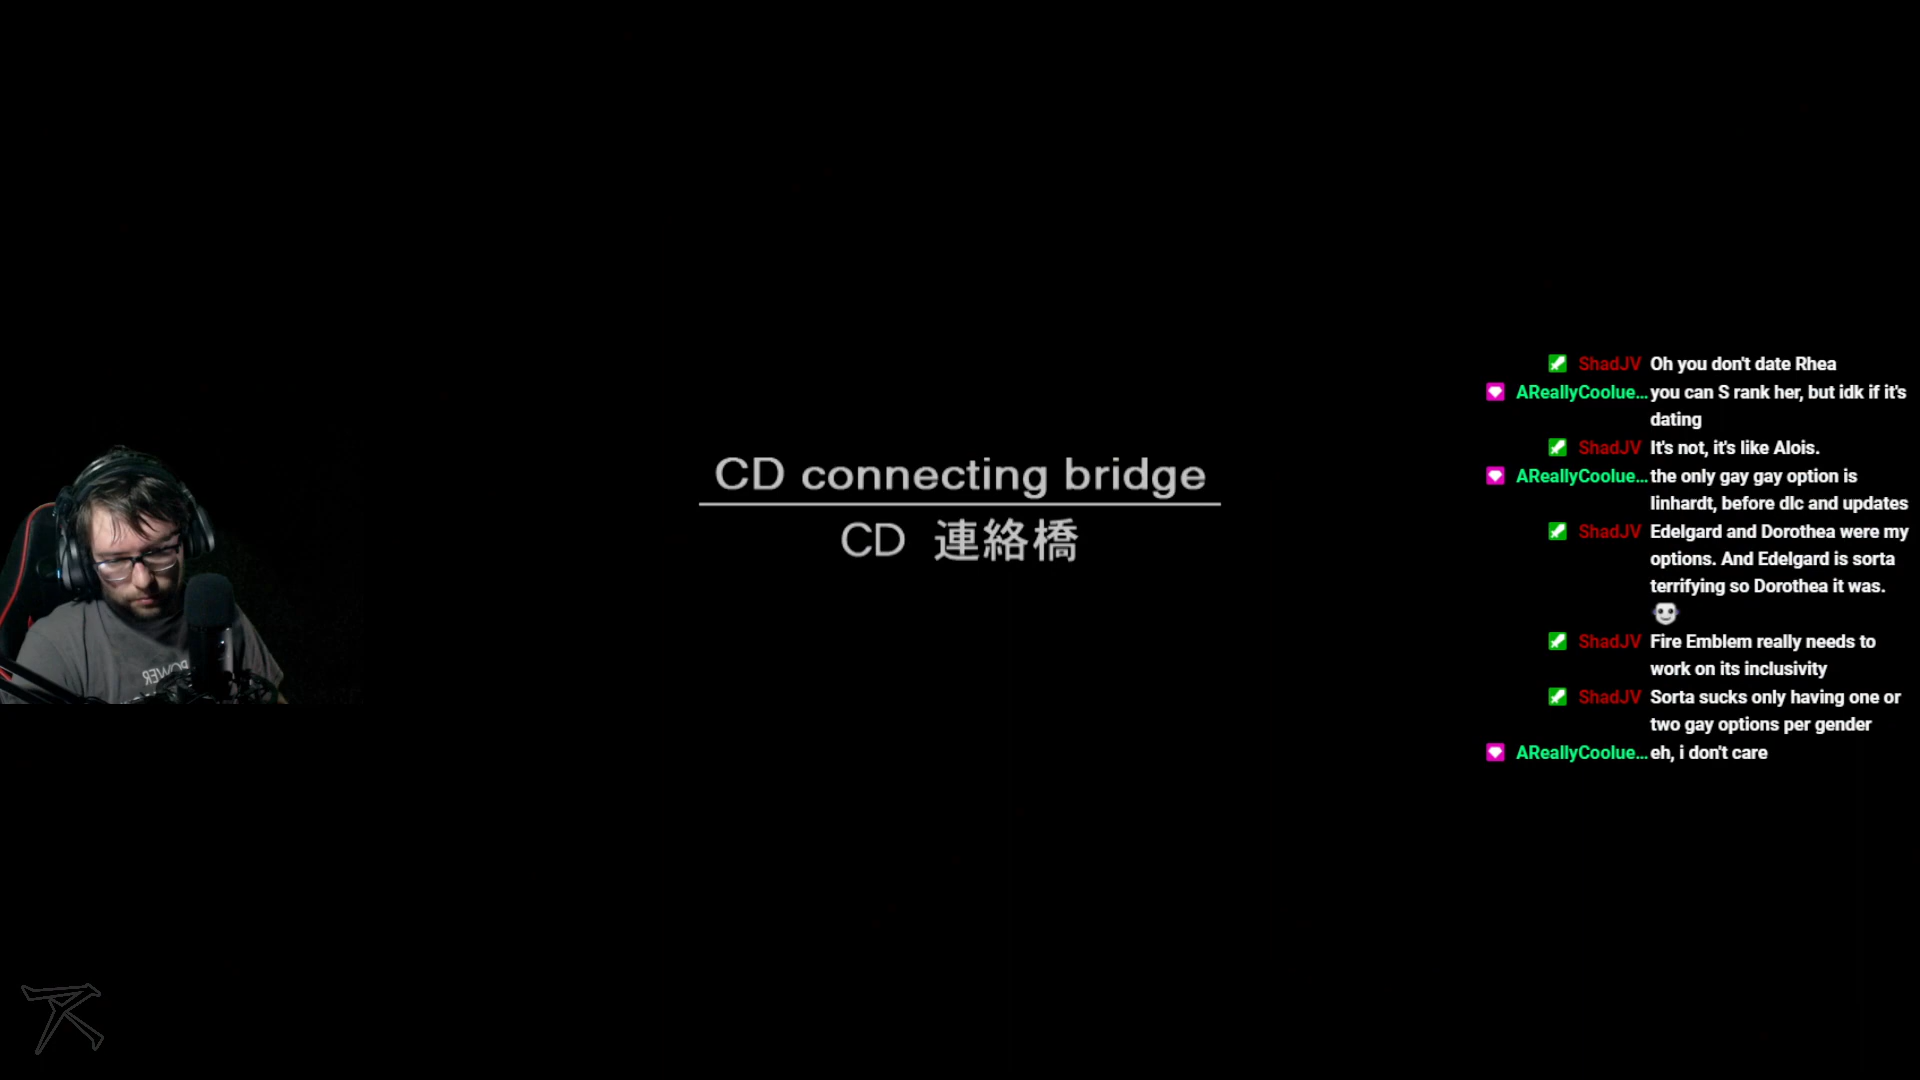 CD connecting bridge
CD 連絡橋
ShadJV Oh you don't date Rhea
AReallyCoolue... you can S rank her, but idk if it's
dating
ShadJV It's not, it's like Alois.
AReallyCoolue... the only gay gay option is
linhardt, before dlc and updates
ShadJV Edelgard and Dorothea were my
options. And Edelgard is sorta
terrifying so Dorothea it was.
ShadJV Fire Emblem really needs to
work on its inclusivity
ShadJV Sorta sucks only having one or
two gay options per gender
AReallyCoolue... eh, i don't care
POWER